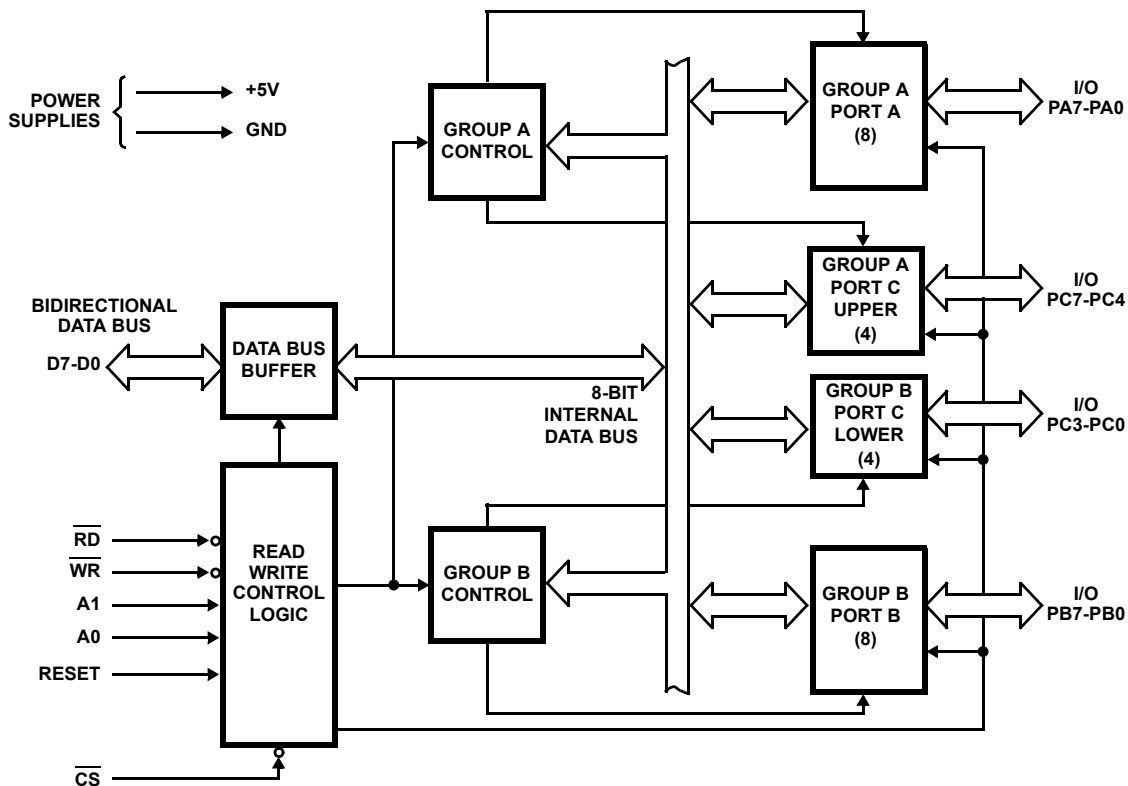 POWER
SUPPLIES
+5V
GND
GROUP A
CONTROL
GROUP A
PORT A
(8)
I/O
PA7-PA0
GROUP A
PORT C
UPPER
(4)
I/O
PC7-PC4
BIDIRECTIONAL
DATA BUS
D7-D0
DATA BUS
BUFFER
8-BIT
INTERNAL
DATA BUS
GROUP B
PORT C
LOWER
(4)
I/O
PC3-PC0
RD
WR
A1
A0
RESET
CS
READ
WRITE
CONTROL
LOGIC
GROUP B
CONTROL
GROUP B
PORT B
(8)
I/O
PB7-PB0